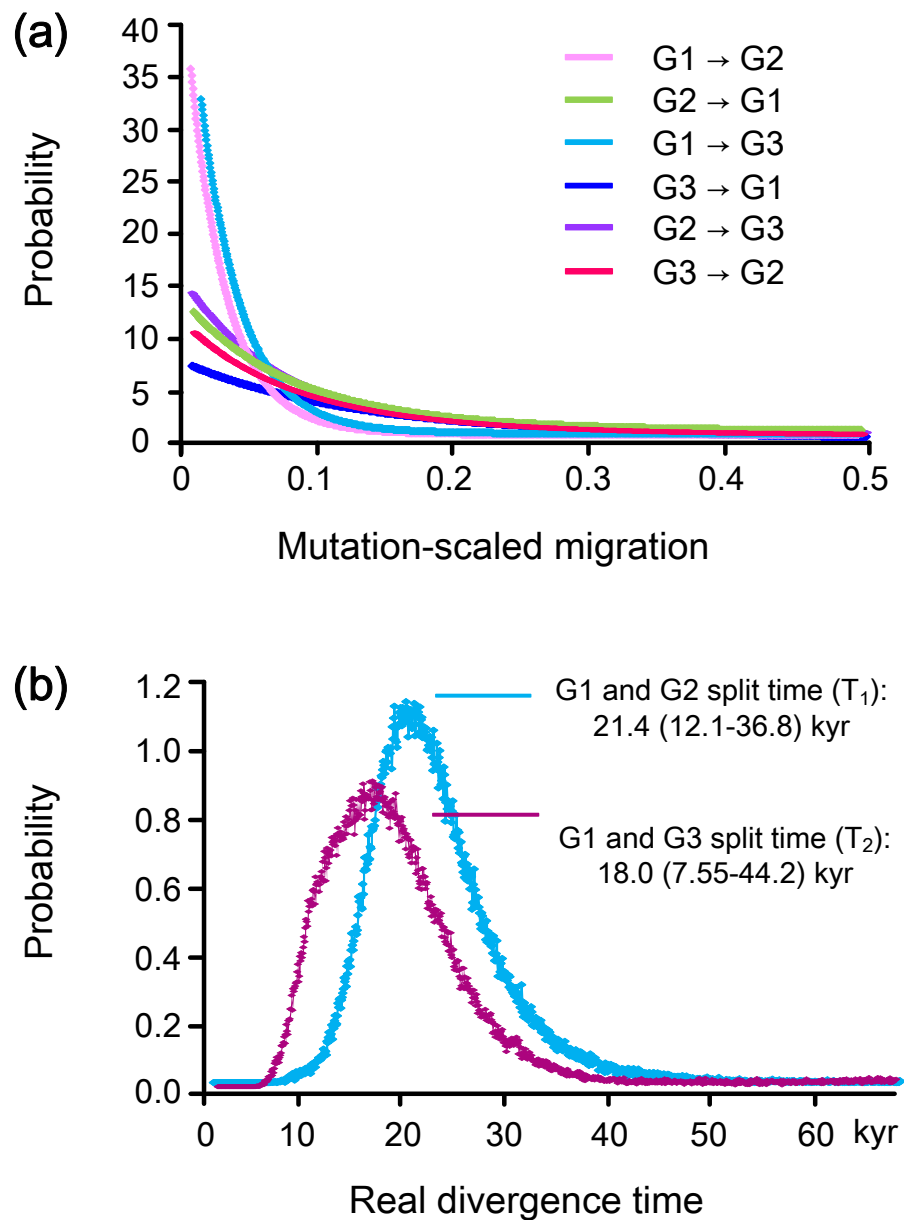 (a)
Probability
40
35
30
25
20
15
10
5
0
0 0.1 0.2 0.3 0.4 0.5
Mutation-scaled migration
G1 → G2
G2 → G1
G1 → G3
G3 → G1
G2 → G3
G3 → G2
(b)
Probability
1.2
1.0
0.8
0.6
0.4
0.2
0.0
0 10 20 30 40 50 60 kyr
Real divergence time
G1 and G2 split time (T₁):
21.4 (12.1-36.8) kyr
G1 and G3 split time (T₂):
18.0 (7.55-44.2) kyr